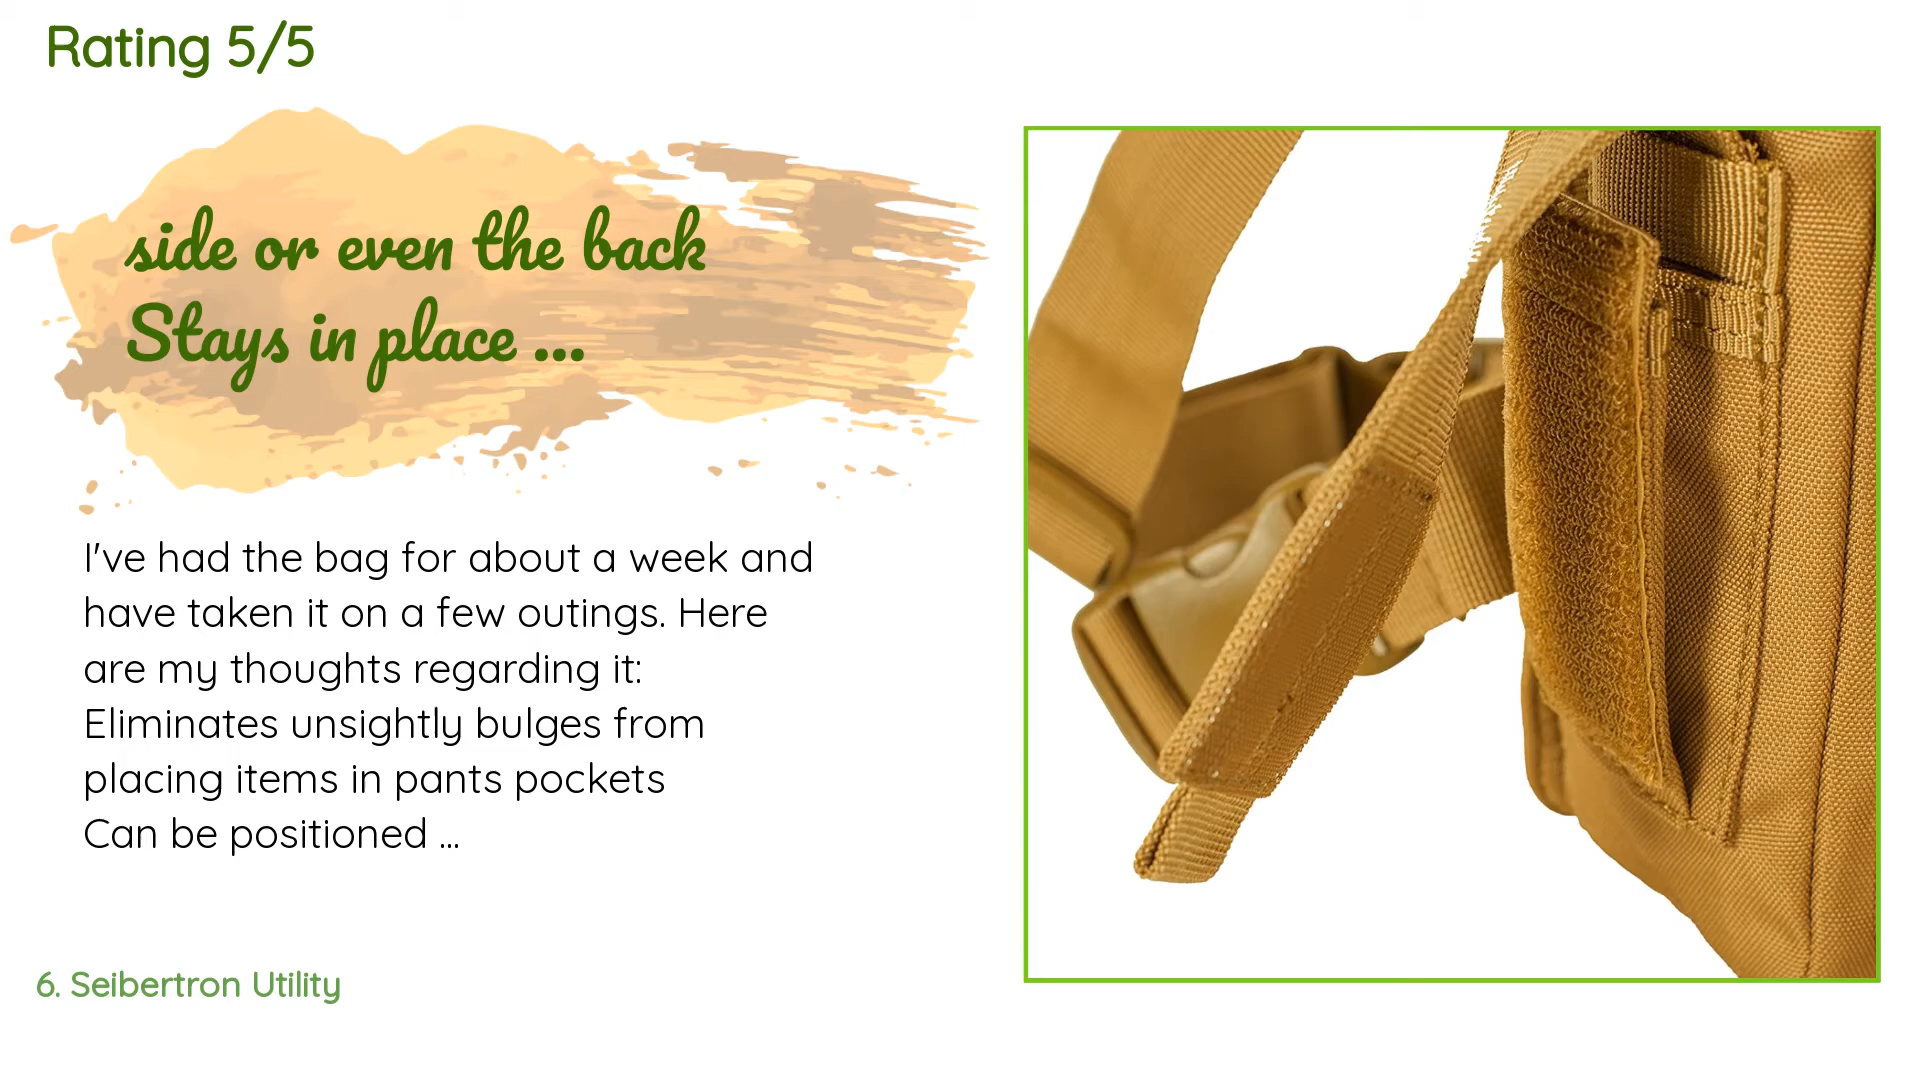 Rating 5/5
side or even the back
Stays in place ...
I've had the bag for about a week and
have taken it on a few outings. Here
are my thoughts regarding it:
Eliminates unsightly bulges from
placing items in pants pockets
Can be positioned ...
6. Seibertron Utility